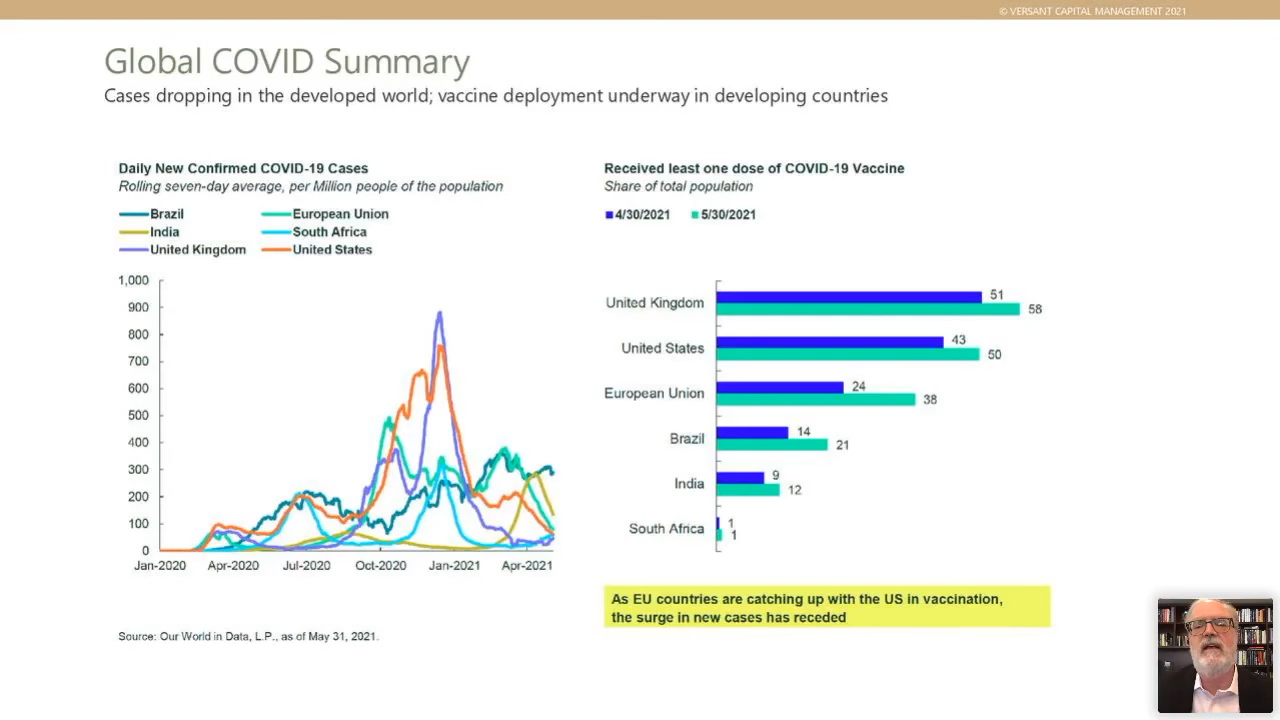 © VERSANT CAPITAL MANAGEMENT 2021
Global COVID Summary
Cases dropping in the developed world; vaccine deployment underway in developing countries
Daily New Confirmed COVID-19 Cases
Rolling seven-day average, per Million people of the population
Brazil
European Union
India
South Africa
United Kingdom
United States
1,000
900
800
700
600
500
400
300
200
100
0
Jan-2020
Apr-2020
Jul-2020
Oct-2020
Jan-2021
Apr-2021
Source: Our World in Data, L.P., as of May 31, 2021.
Received least one dose of COVID-19 Vaccine
Share of total population
4/30/2021
5/30/2021
United Kingdom
51
58
United States
43
50
European Union
24
38
Brazil
14
21
India
9
12
South Africa
1
1
As EU countries are catching up with the US in vaccination,
the surge in new cases has receded